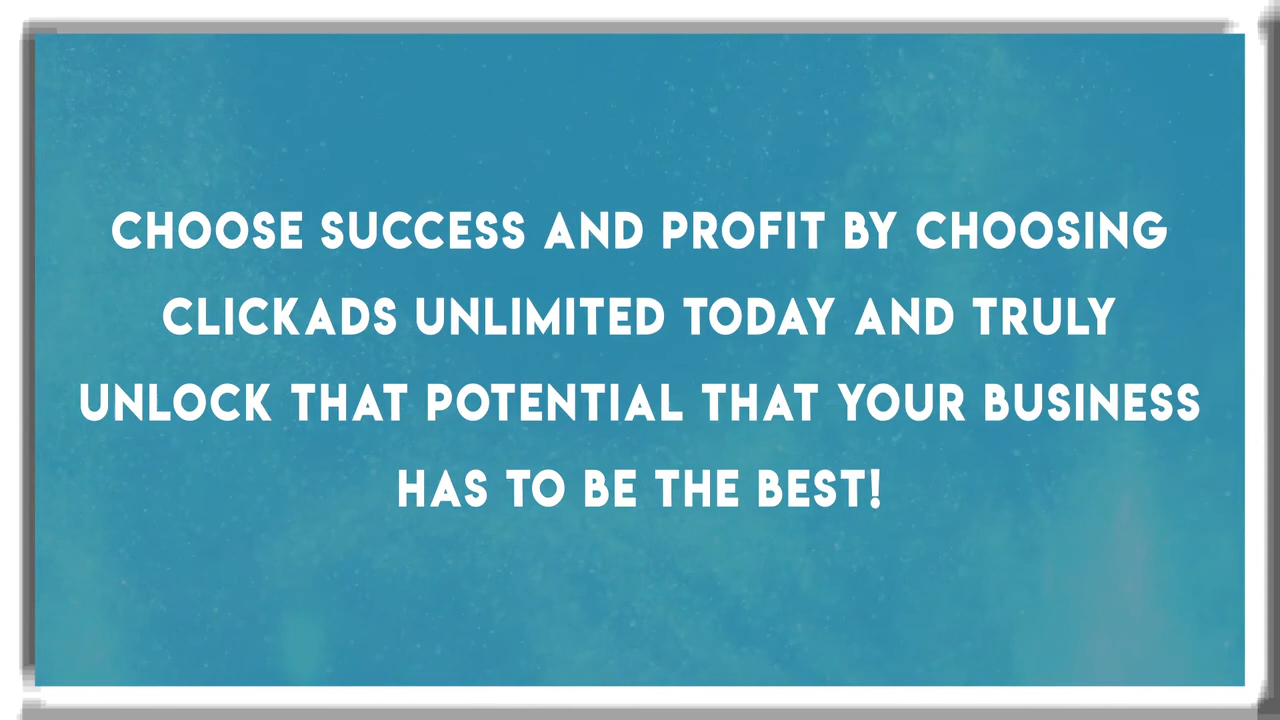 CHOOSE SUCCESS AND PROFIT BY CHOOSING
CLICKADS UNLIMITED TODAY AND TRULY
UNLOCK THAT POTENTIAL THAT YOUR BUSINESS
HAS TO BE THE BEST!